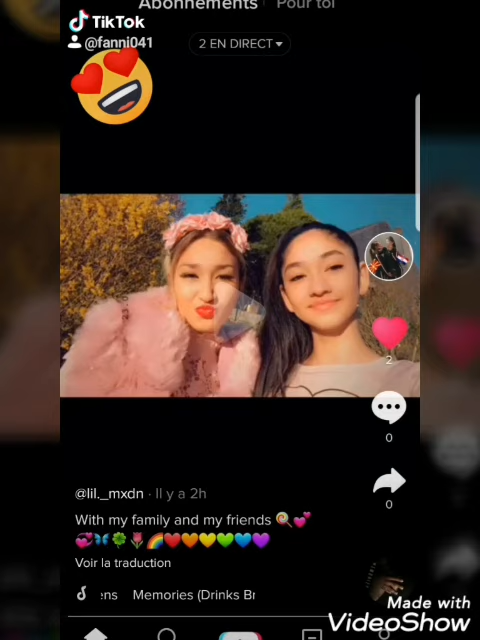 Abonnements Pour toi
TikTok
@fanni041
2 EN DIRECT
2
0
0
@lil._mxdn · Il y a 2h
With my family and my friends 🍭💕
💞🦋🍀🌷🌈❤️🧡💛💚💙💜
Voir la traduction
ens Memories (Drinks Br
Made with
VideoShow